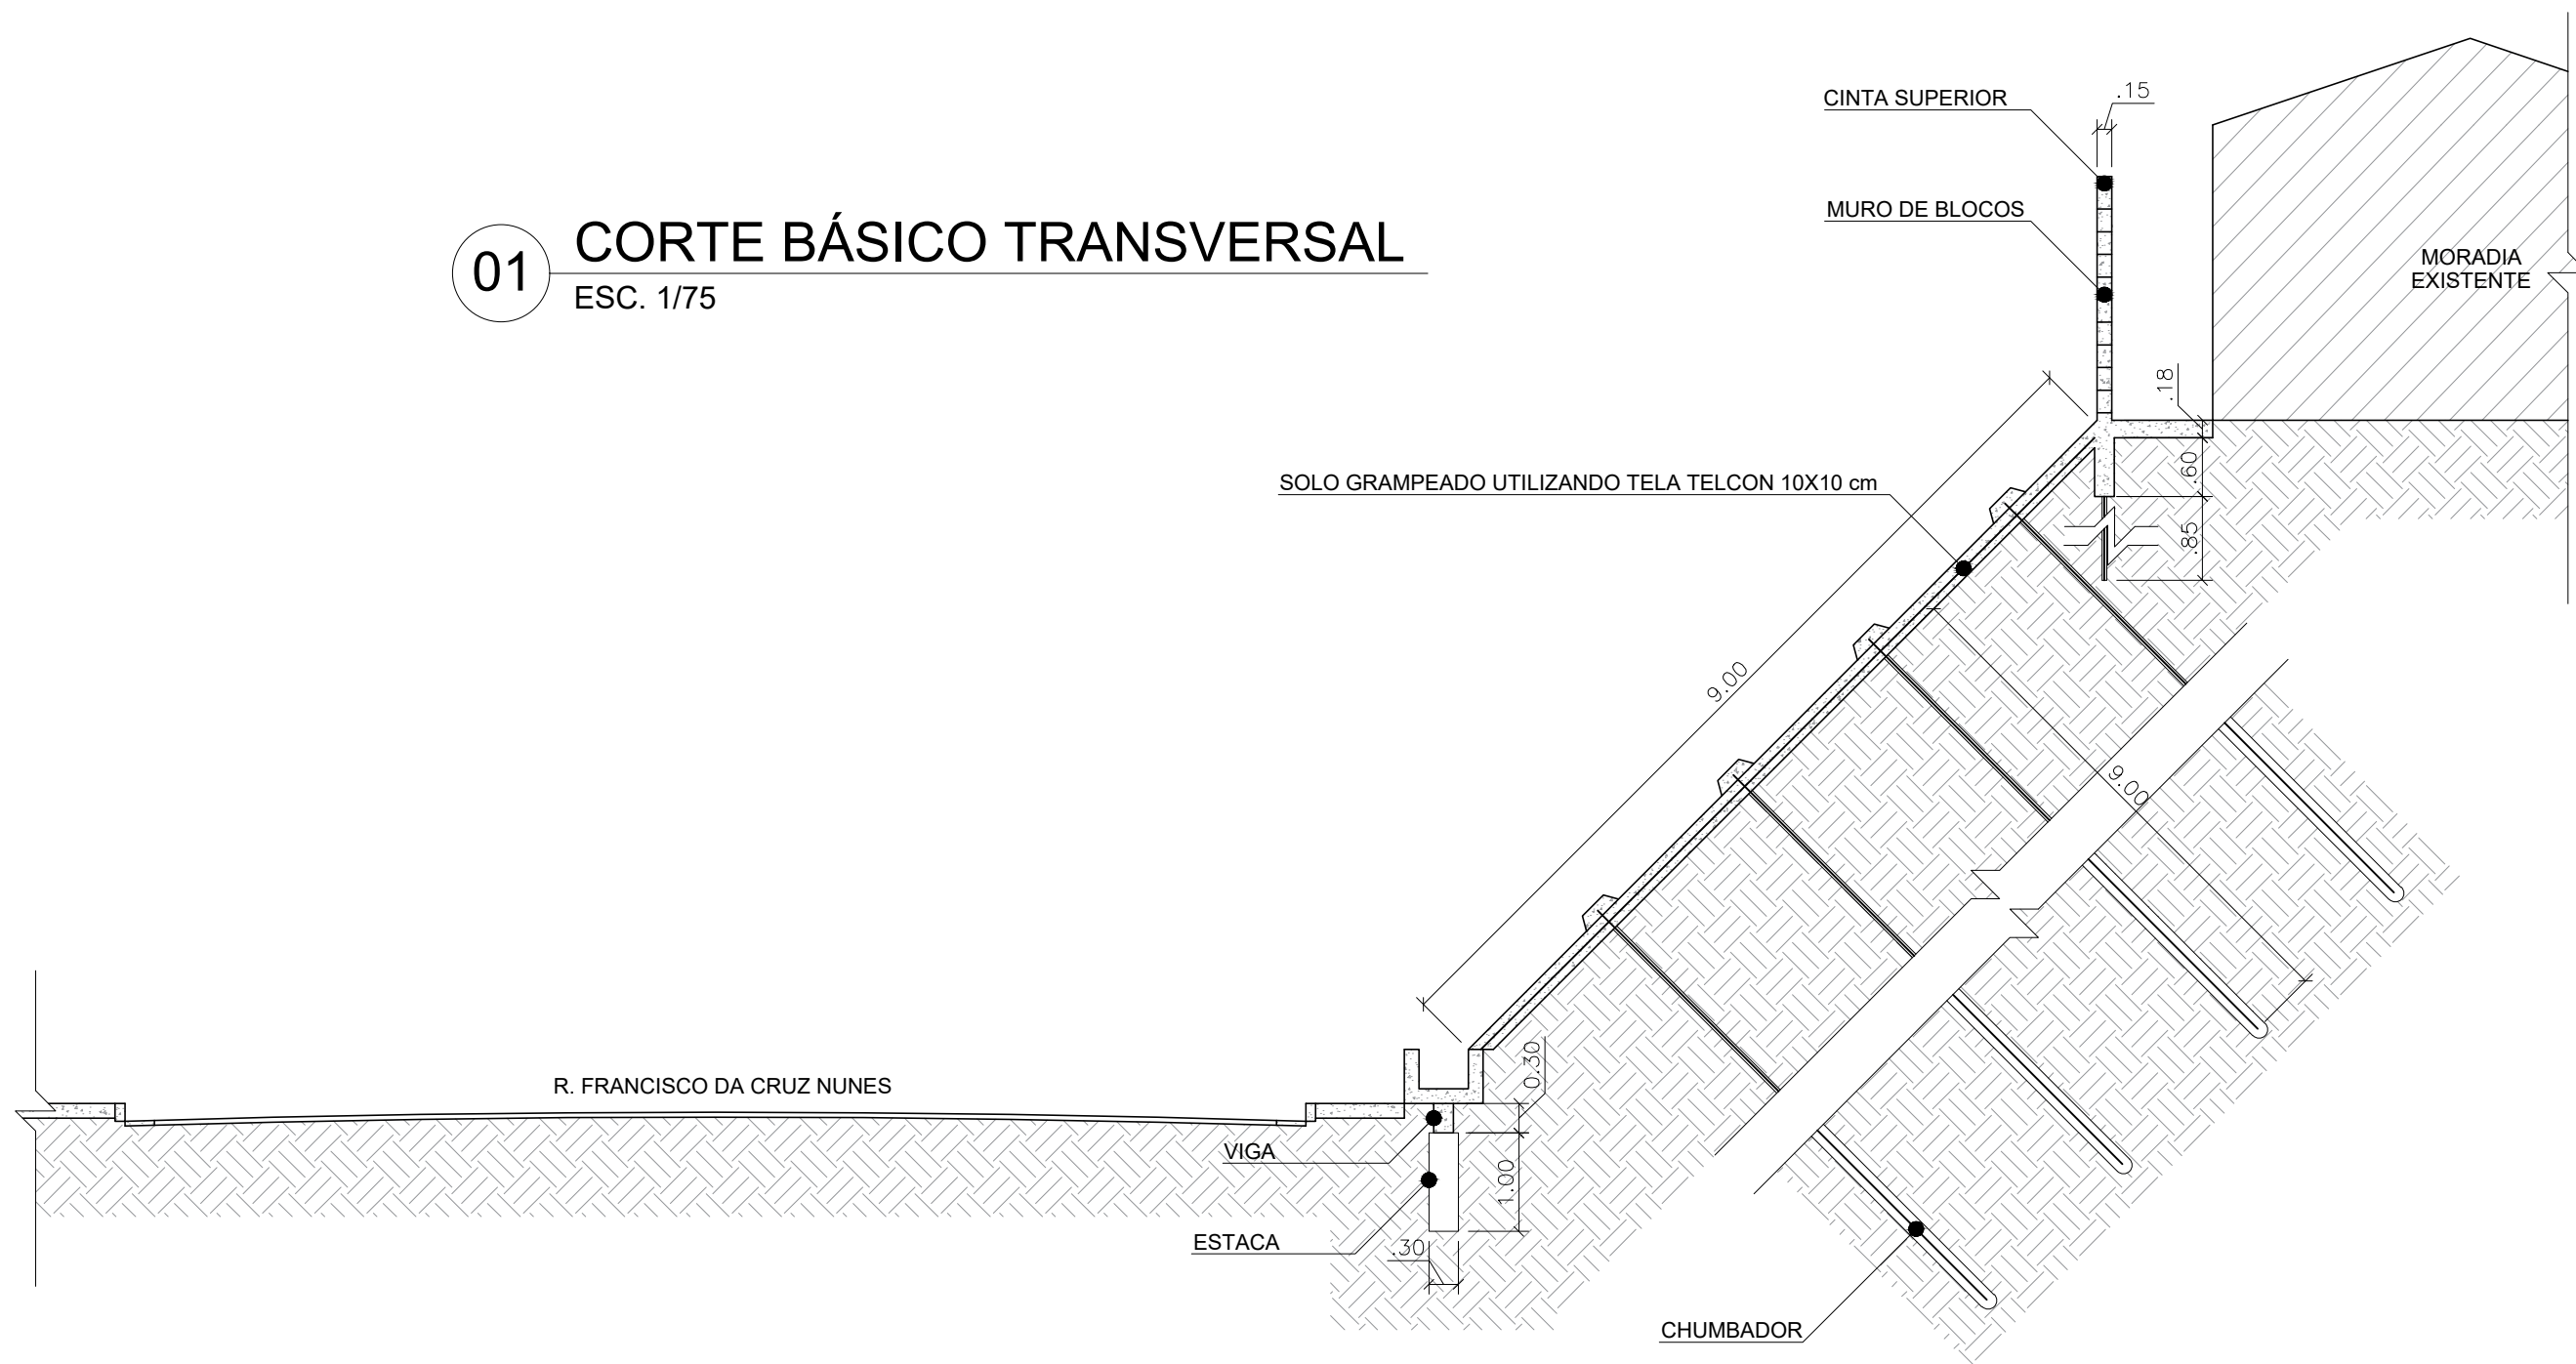 CINTA SUPERIOR
.15
MURO DE BLOCOS
01
CORTE BÁSICO TRANSVERSAL
ESC. 1/75
MORADIA
EXISTENTE
.18
SOLO GRAMPEADO UTILIZANDO TELA TELCON 10X10 cm
.60
.85
9.00
9.00
R. FRANCISCO DA CRUZ NUNES
0.30
VIGA
1.00
ESTACA
.30
CHUMBADOR